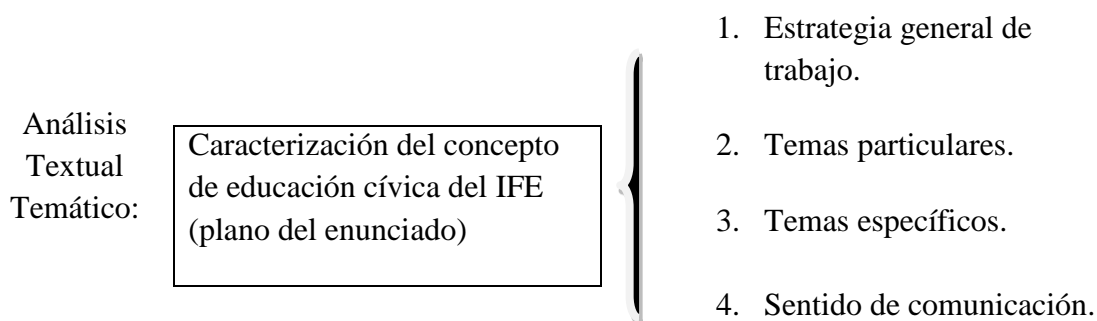 Análisis
Textual
Temático:
Caracterización del concepto
de educación cívica del IFE
(plano del enunciado)
1. Estrategia general de
trabajo.
2. Temas particulares.
3. Temas específicos.
4. Sentido de comunicación.